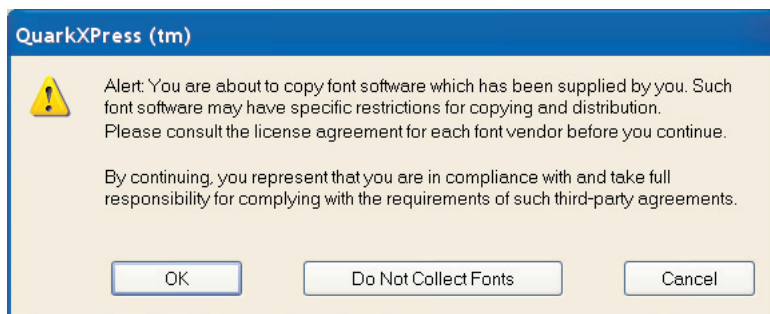 QuarkXPress (tm)
Alert: You are about to copy font software which has been supplied by you. Such
font software may have specific restrictions for copying and distribution.
Please consult the license agreement for each font vendor before you continue.
By continuing, you represent that you are in compliance with and take full
responsibility for complying with the requirements of such third-party agreements.
OK
Do Not Collect Fonts
Cancel